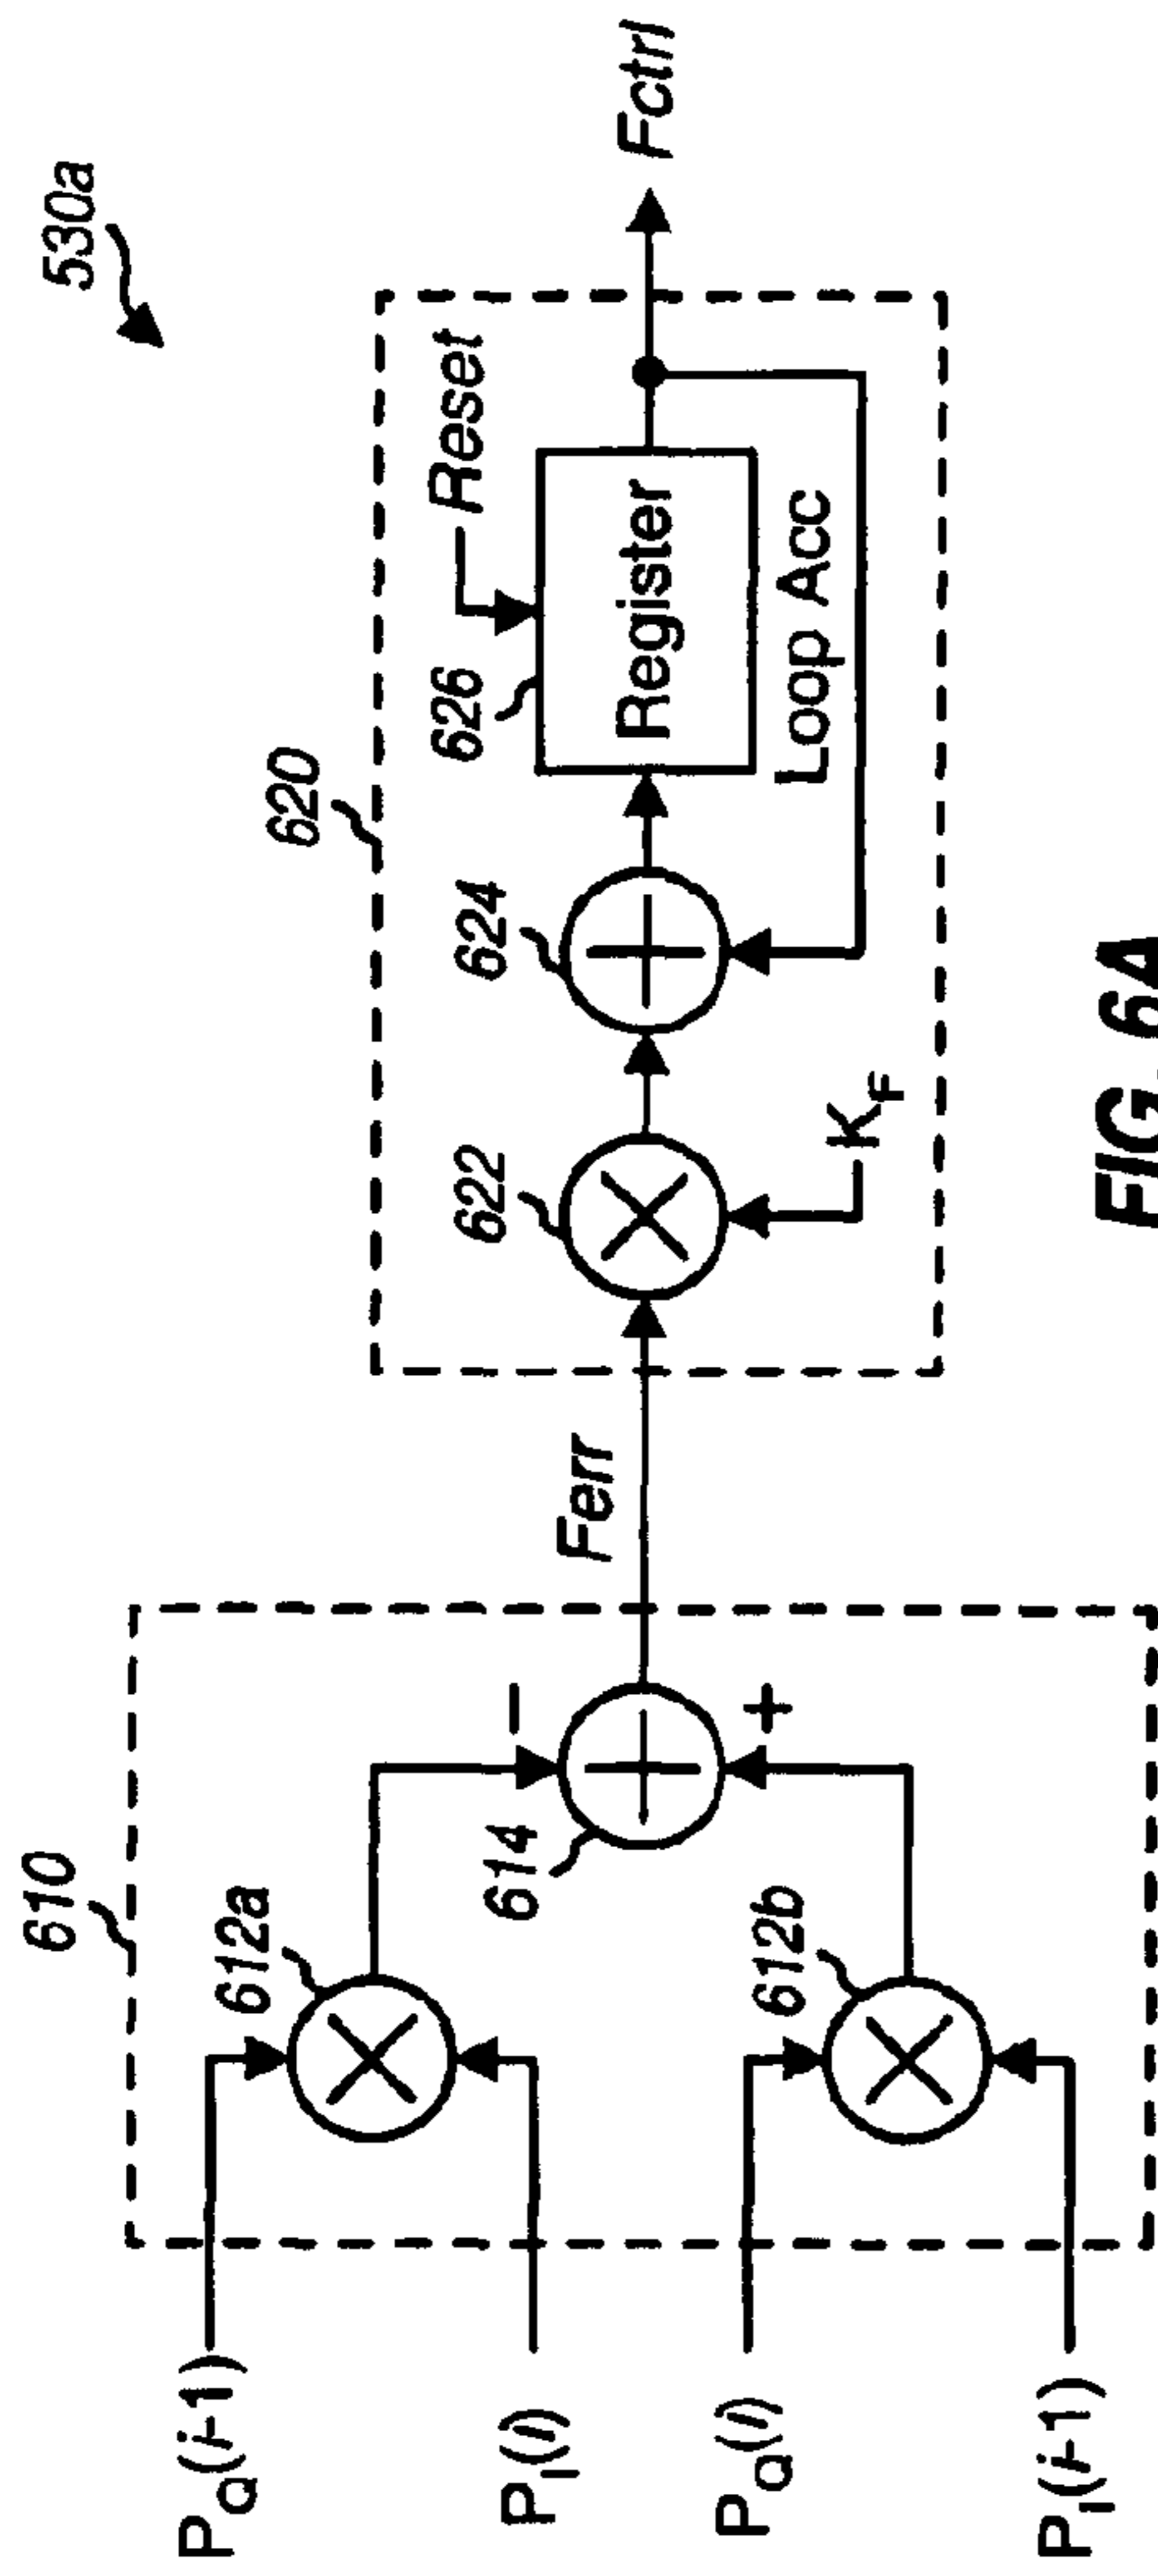 530a
610
P_Q(i-1)
612a
P_I(i)
614
−
Ferr
P_Q(i)
612b
+
P_I(i-1)
620
622
K_F
624
626
Reset
Register
Loop Acc
Fctrl
FIG. 6A